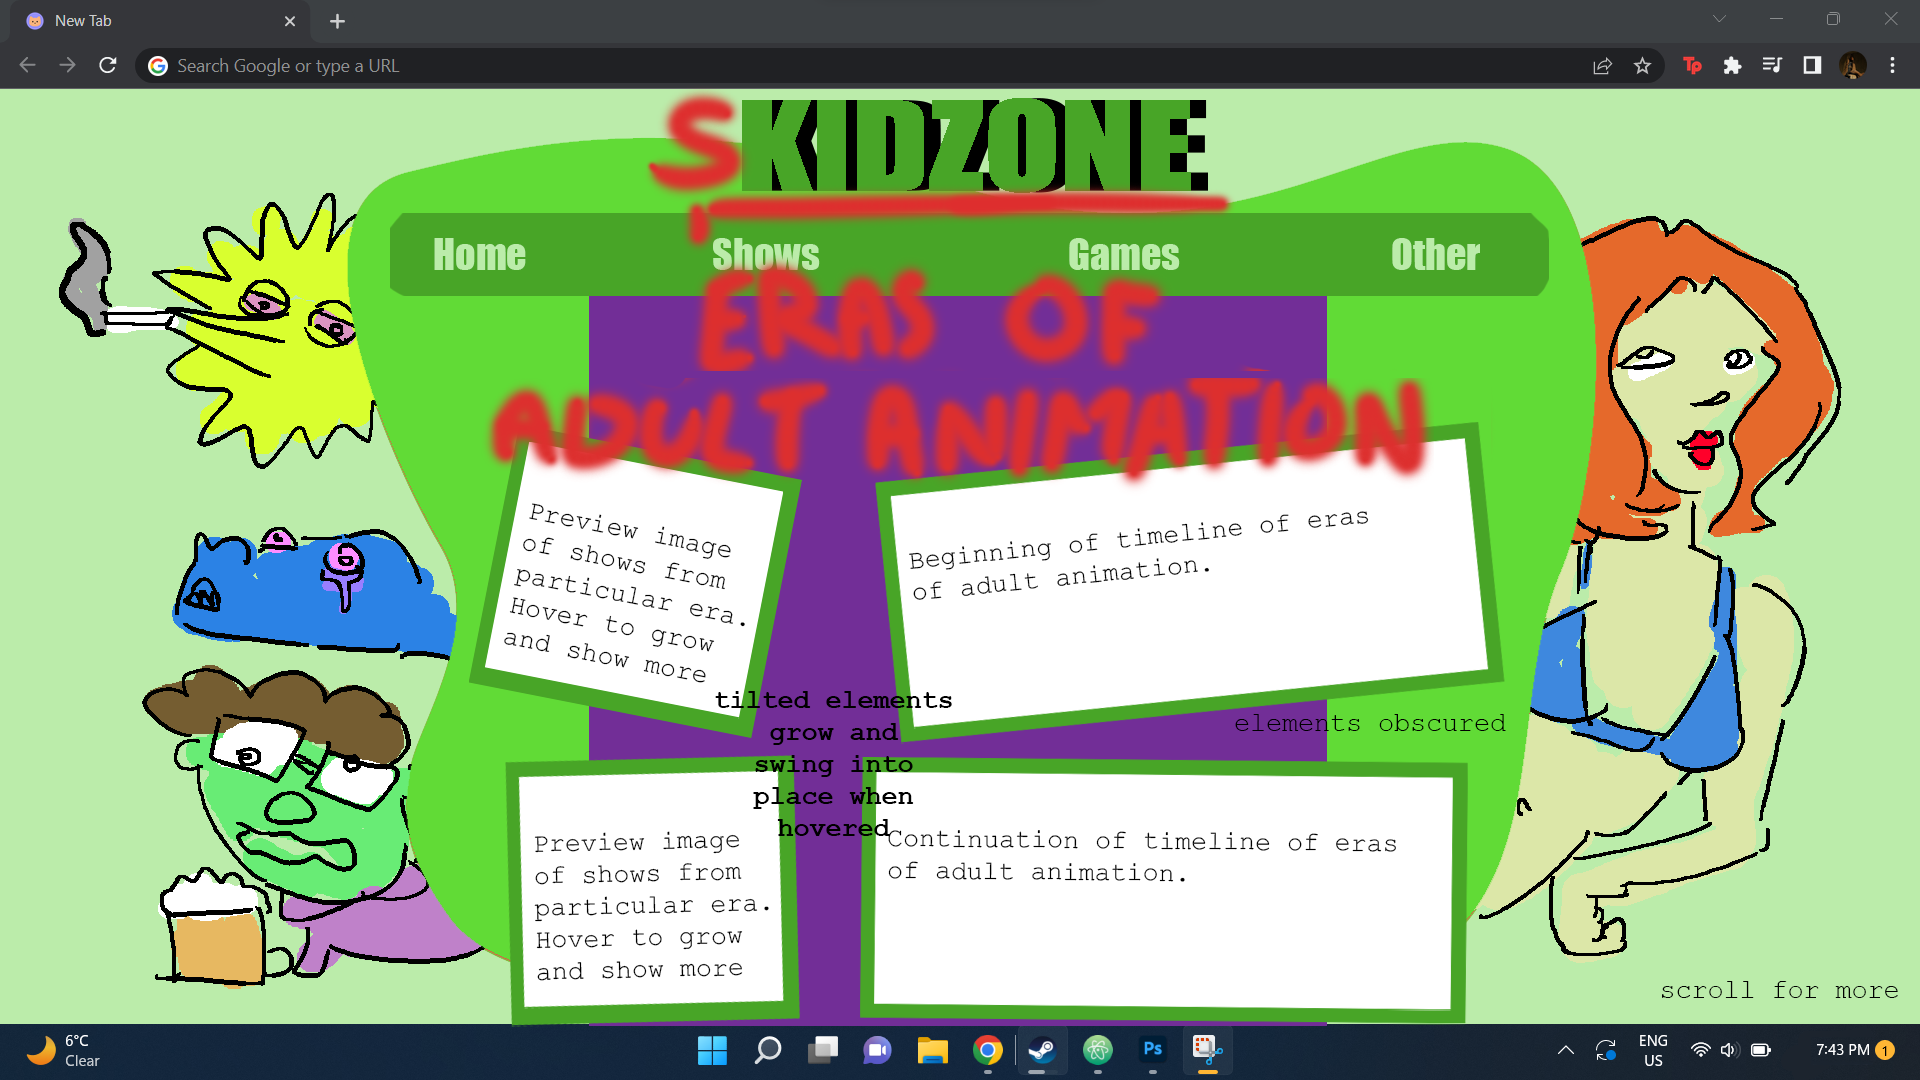 New Tab
Search Google or type a URL
SKIDZONE
Home Shows Games Other
ERAS OF
ADULT ANIMATION
Preview image
of shows from
particular era.
Hover to grow
and show more
Beginning of timeline of eras
of adult animation.
tilted elements
grow and
swing into
place when
hovered
elements obscured
Preview image
of shows from
particular era.
Hover to grow
and show more
Continuation of timeline of eras
of adult animation.
scroll for more
6°C
Clear
Ps
ENG
US
7:43 PM
1